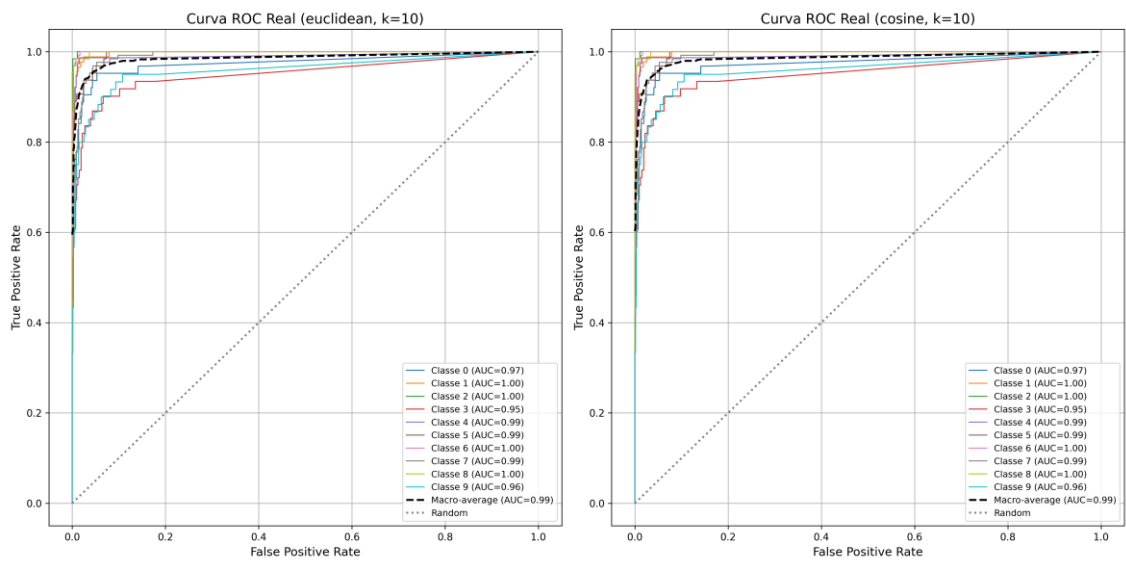 Curva ROC Real (euclidean, k=10)
True Positive Rate
1.0
0.8
0.6
0.4
0.2
0.0
Classe 0 (AUC=0.97)
Classe 1 (AUC=1.00)
Classe 2 (AUC=1.00)
Classe 3 (AUC=0.95)
Classe 4 (AUC=0.99)
Classe 5 (AUC=0.99)
Classe 6 (AUC=1.00)
Classe 7 (AUC=0.99)
Classe 8 (AUC=1.00)
Classe 9 (AUC=0.96)
Macro-average (AUC=0.99)
Random
0.0 0.2 0.4 0.6 0.8 1.0
False Positive Rate
Curva ROC Real (cosine, k=10)
True Positive Rate
1.0
0.8
0.6
0.4
0.2
0.0
Classe 0 (AUC=0.97)
Classe 1 (AUC=1.00)
Classe 2 (AUC=1.00)
Classe 3 (AUC=0.95)
Classe 4 (AUC=0.99)
Classe 5 (AUC=0.99)
Classe 6 (AUC=1.00)
Classe 7 (AUC=0.99)
Classe 8 (AUC=1.00)
Classe 9 (AUC=0.96)
Macro-average (AUC=0.99)
Random
0.0 0.2 0.4 0.6 0.8 1.0
False Positive Rate